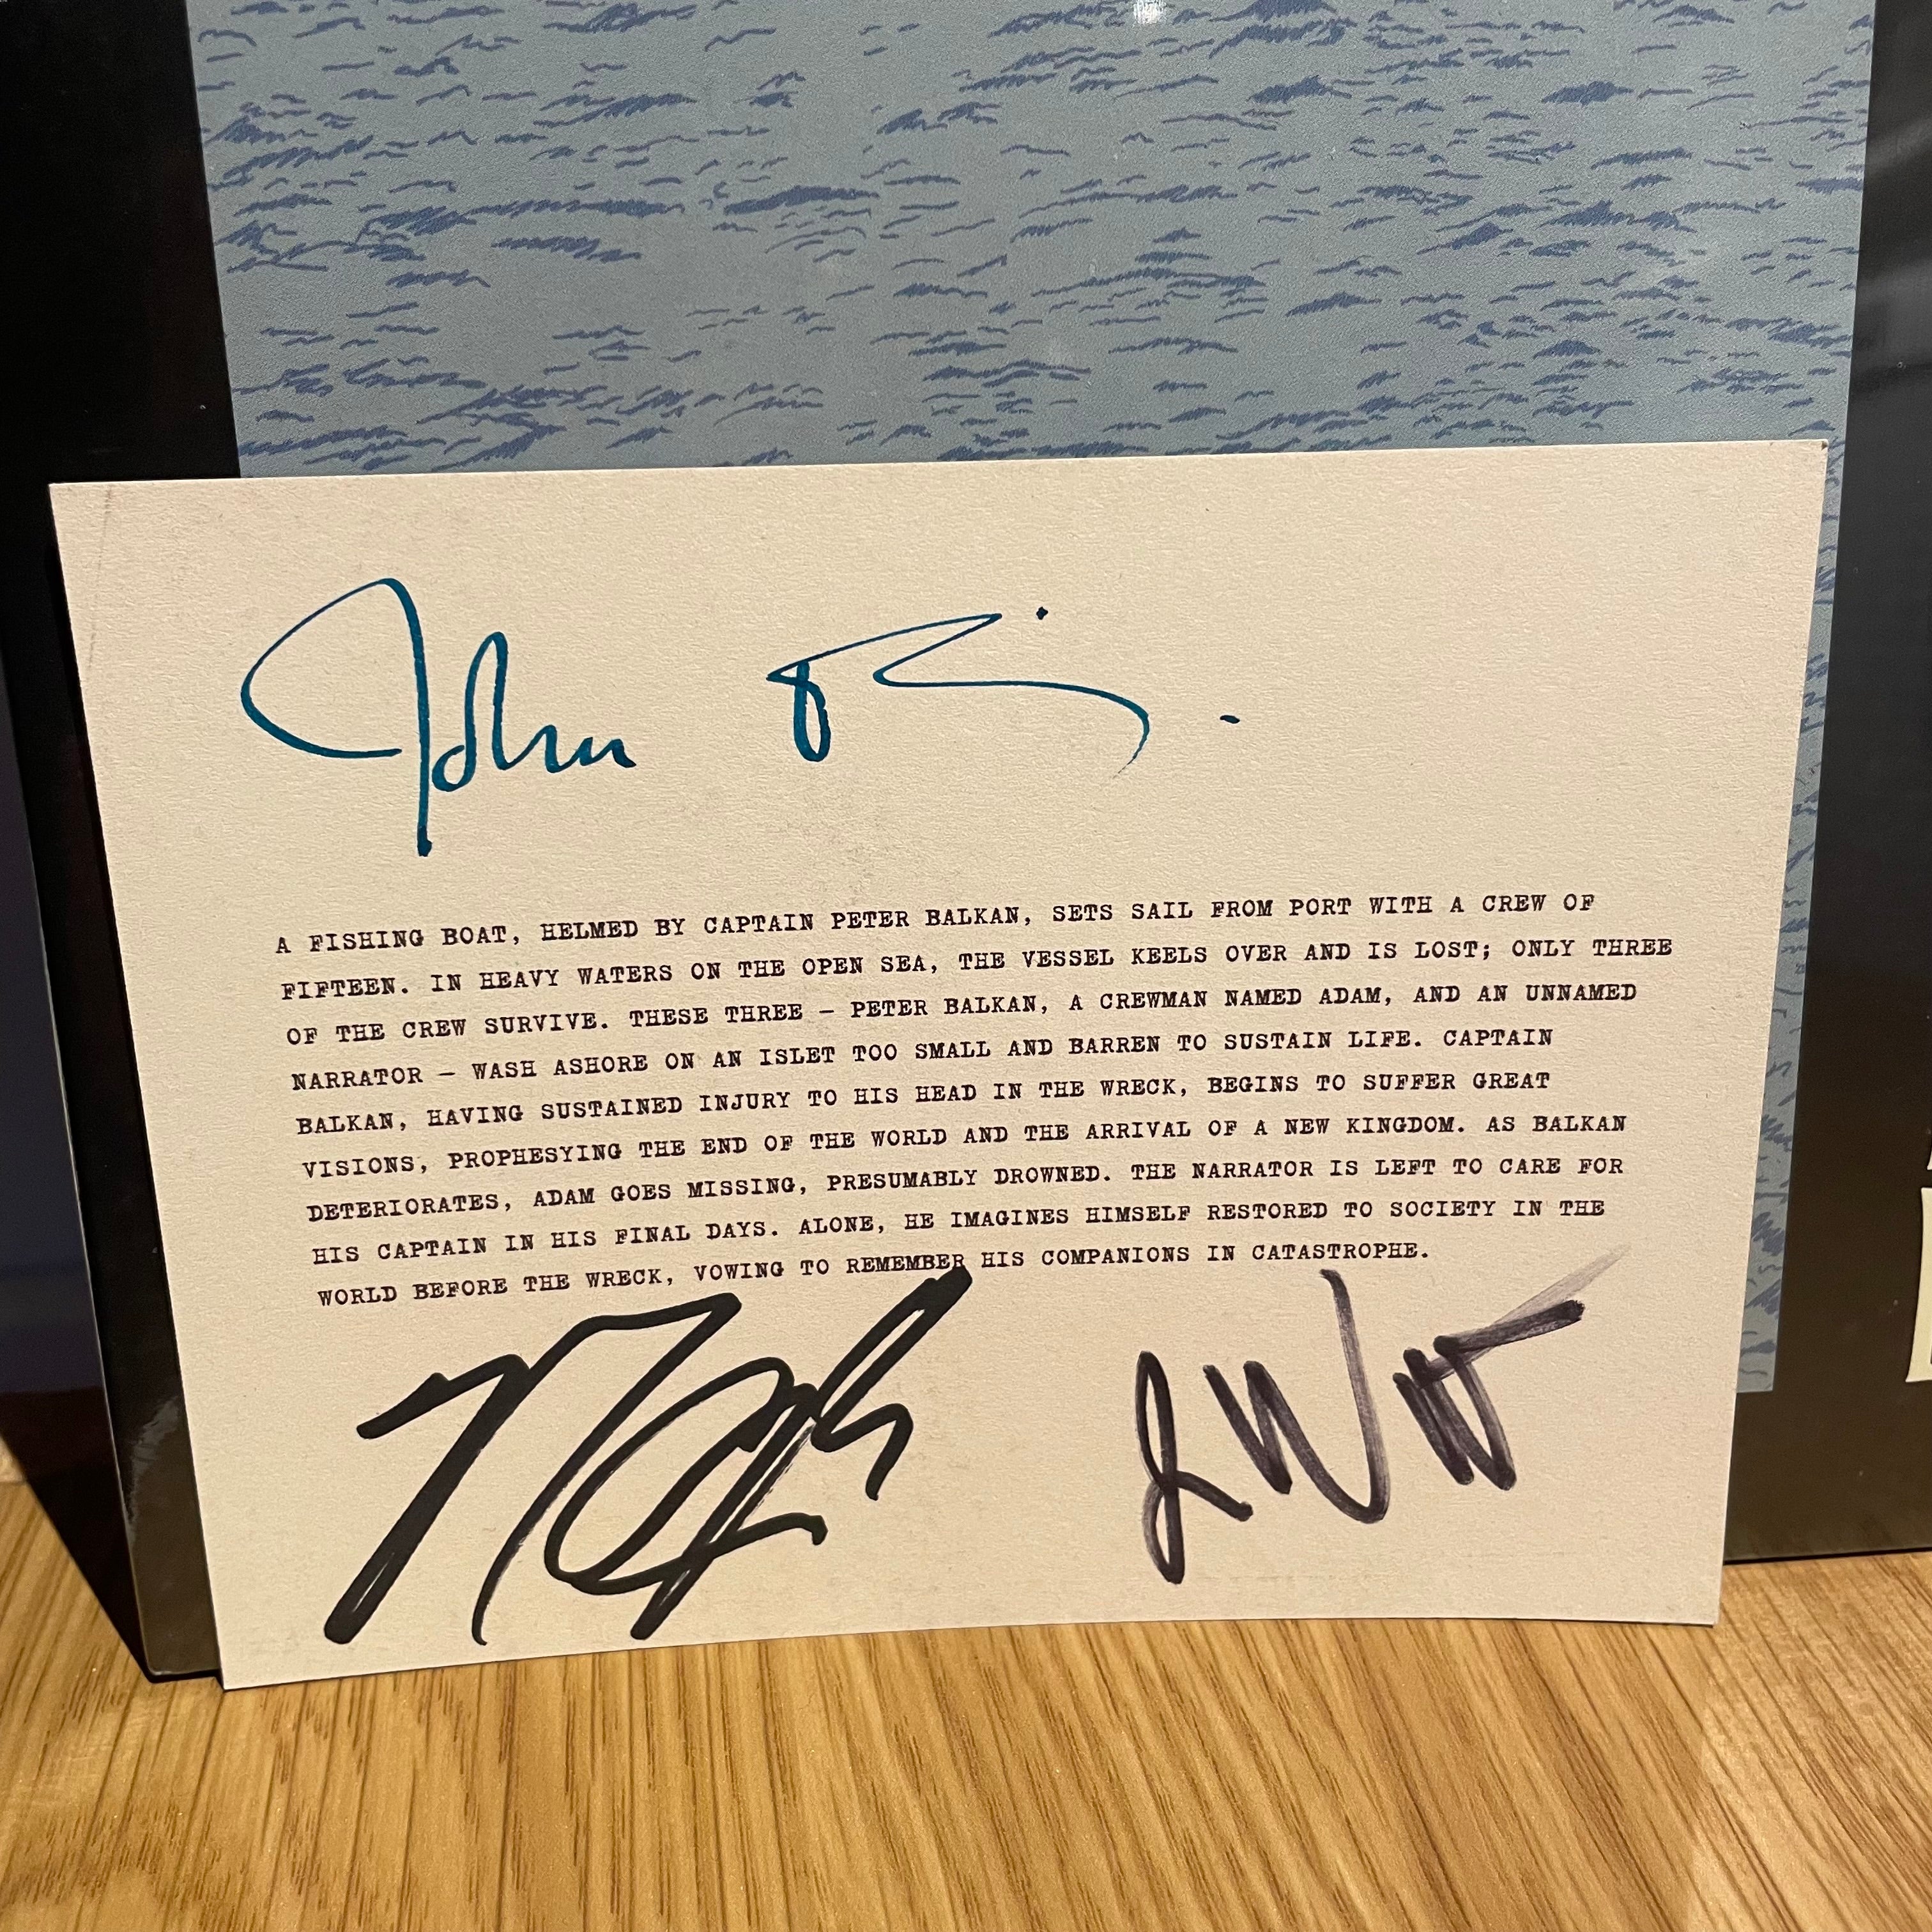 John
A FISHING BOAT, HELMED BY CAPTAIN PETER BALKAN, SETS SAIL FROM PORT WITH A CREW OF
FIFTEEN. IN HEAVY WATERS ON THE OPEN SEA, THE VESSEL KEELS OVER AND IS LOST; ONLY THREE
OF THE CREW SURVIVE. THESE THREE – PETER BALKAN, A CREWMAN NAMED ADAM, AND AN UNNAMED
NARRATOR – WASH ASHORE ON AN ISLET TOO SMALL AND BARREN TO SUSTAIN LIFE. CAPTAIN
BALKAN, HAVING SUSTAINED INJURY TO HIS HEAD IN THE WRECK, BEGINS TO SUFFER GREAT
VISIONS, PROPHESYING THE END OF THE WORLD AND THE ARRIVAL OF A NEW KINGDOM. AS BALKAN
DETERIORATES, ADAM GOES MISSING, PRESUMABLY DROWNED. THE NARRATOR IS LEFT TO CARE FOR
HIS CAPTAIN IN HIS FINAL DAYS. ALONE, HE IMAGINES HIMSELF RESTORED TO SOCIETY IN THE
WORLD BEFORE THE WRECK, VOWING TO REMEMBER HIS COMPANIONS IN CATASTROPHE.